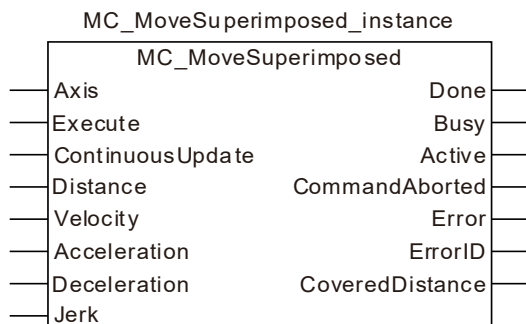 MC_MoveSuperimposed_instance
MC_MoveSuperimposed
Axis Done
Execute Busy
ContinuousUpdate Active
Distance CommandAborted
Velocity Error
Acceleration ErrorID
Deceleration CoveredDistance
Jerk